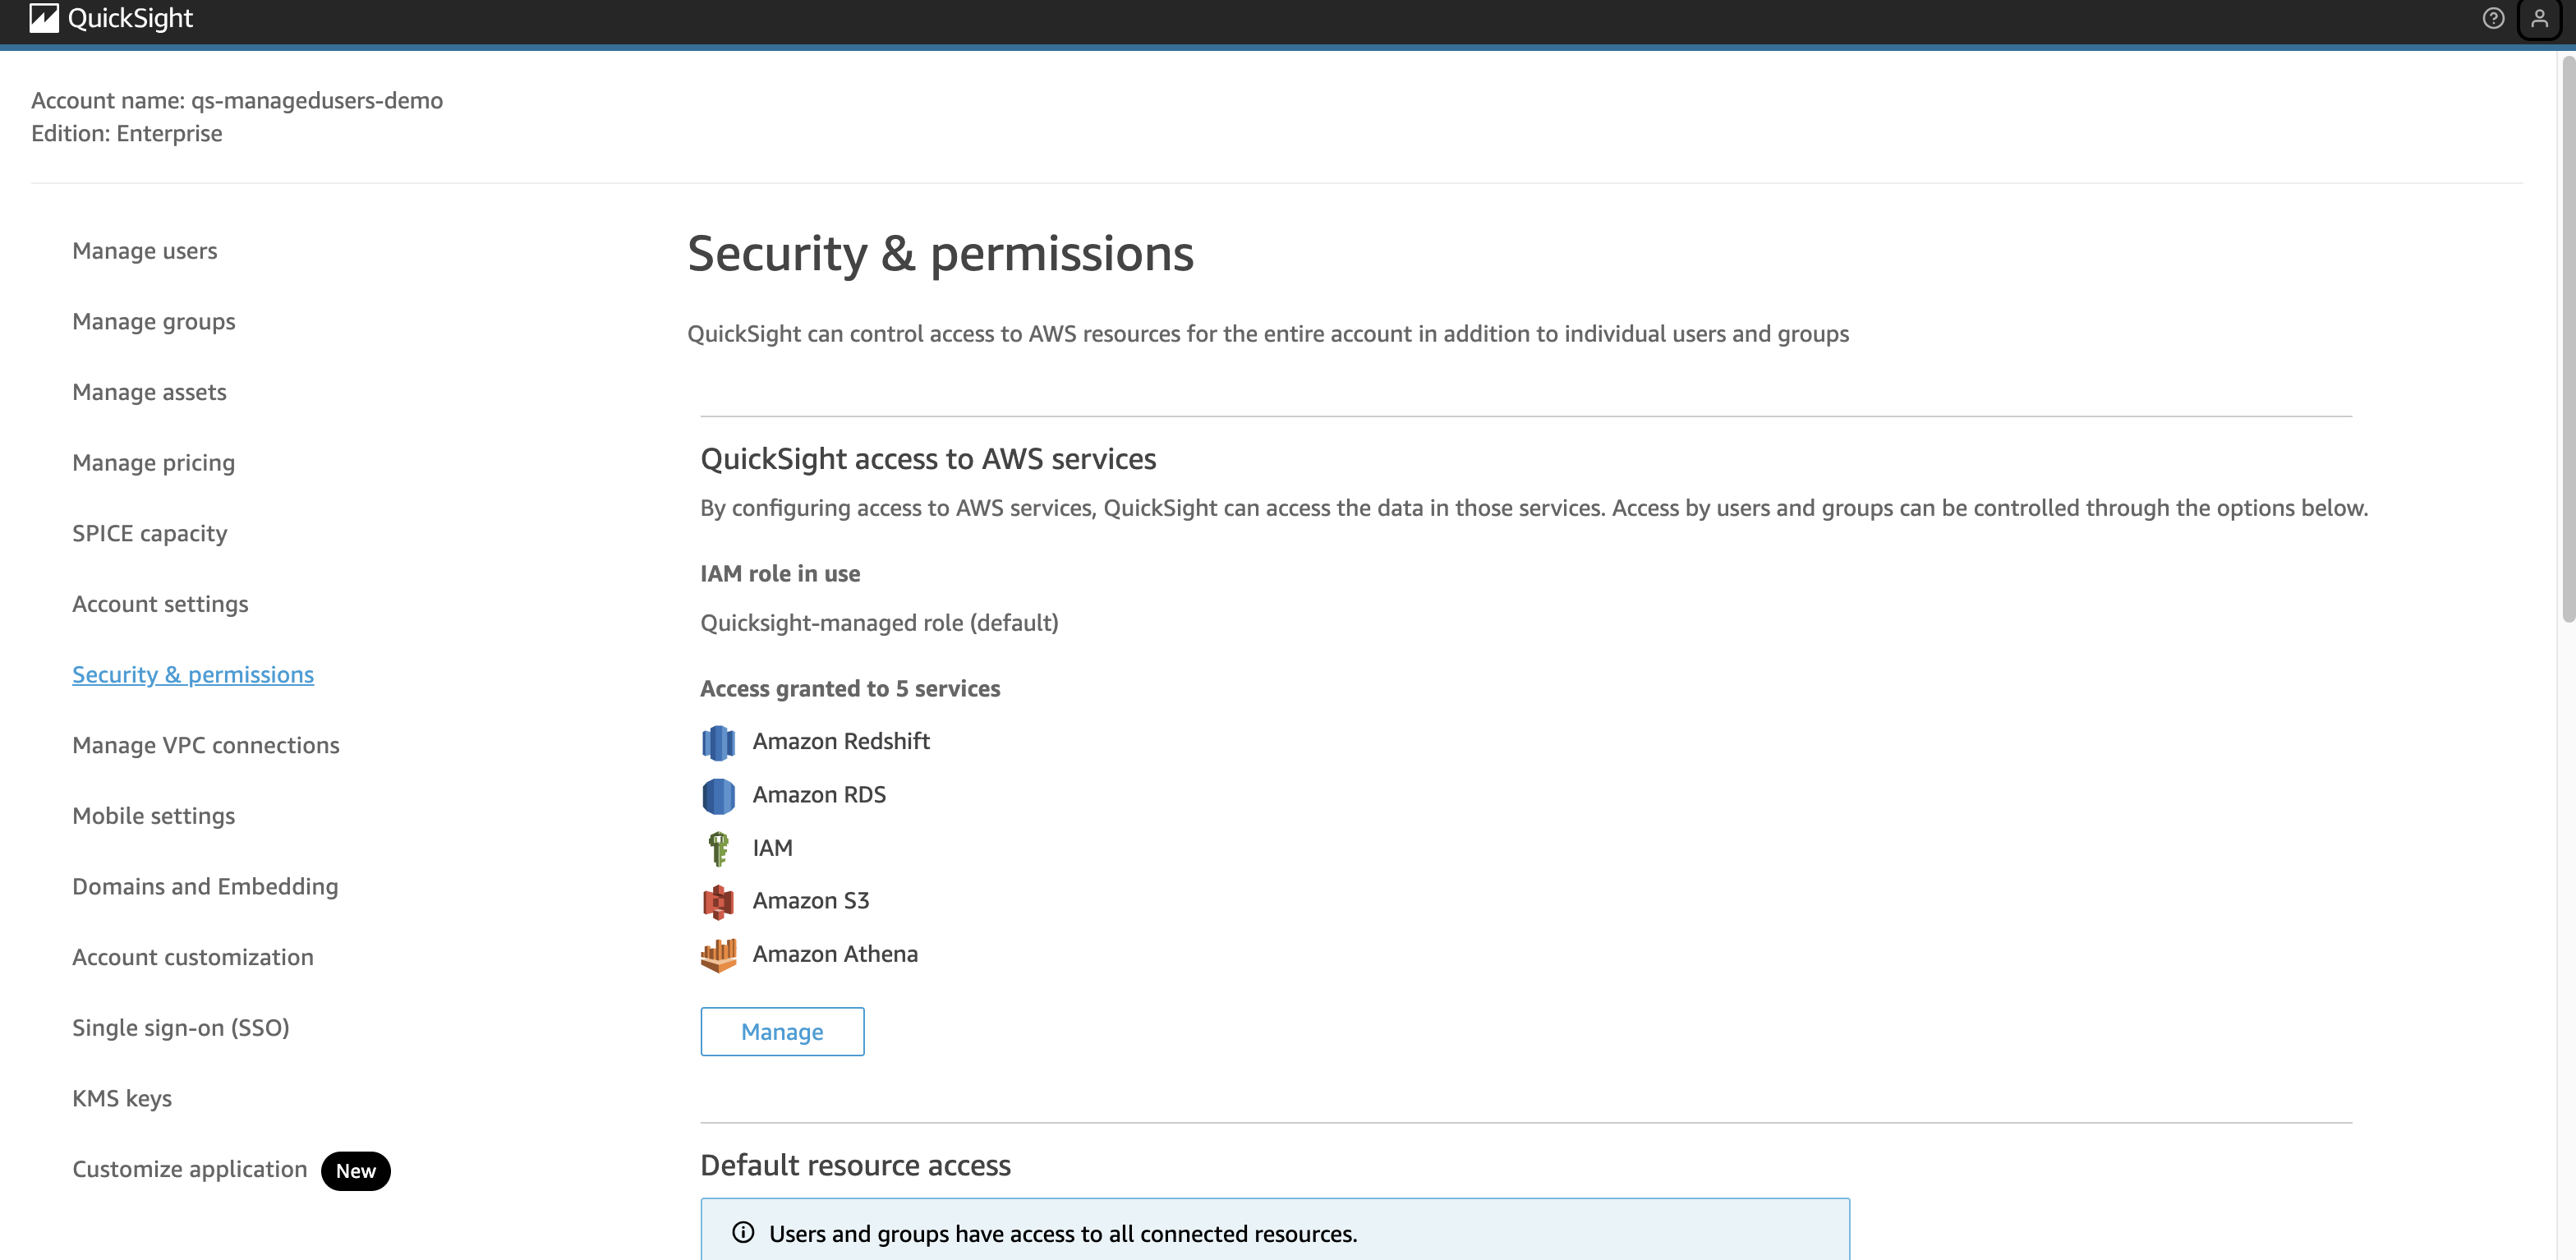 QuickSight
Account name: qs-managedusers-demo
Edition: Enterprise
Manage users
Manage groups
Manage assets
Manage pricing
SPICE capacity
Account settings
Security & permissions
Manage VPC connections
Mobile settings
Domains and Embedding
Account customization
Single sign-on (SSO)
KMS keys
Customize application New
Security & permissions
QuickSight can control access to AWS resources for the entire account in addition to individual users and groups
QuickSight access to AWS services
By configuring access to AWS services, QuickSight can access the data in those services. Access by users and groups can be controlled through the options below.
IAM role in use
Quicksight-managed role (default)
Access granted to 5 services
Amazon Redshift
Amazon RDS
IAM
Amazon S3
Amazon Athena
Manage
Default resource access
Users and groups have access to all connected resources.